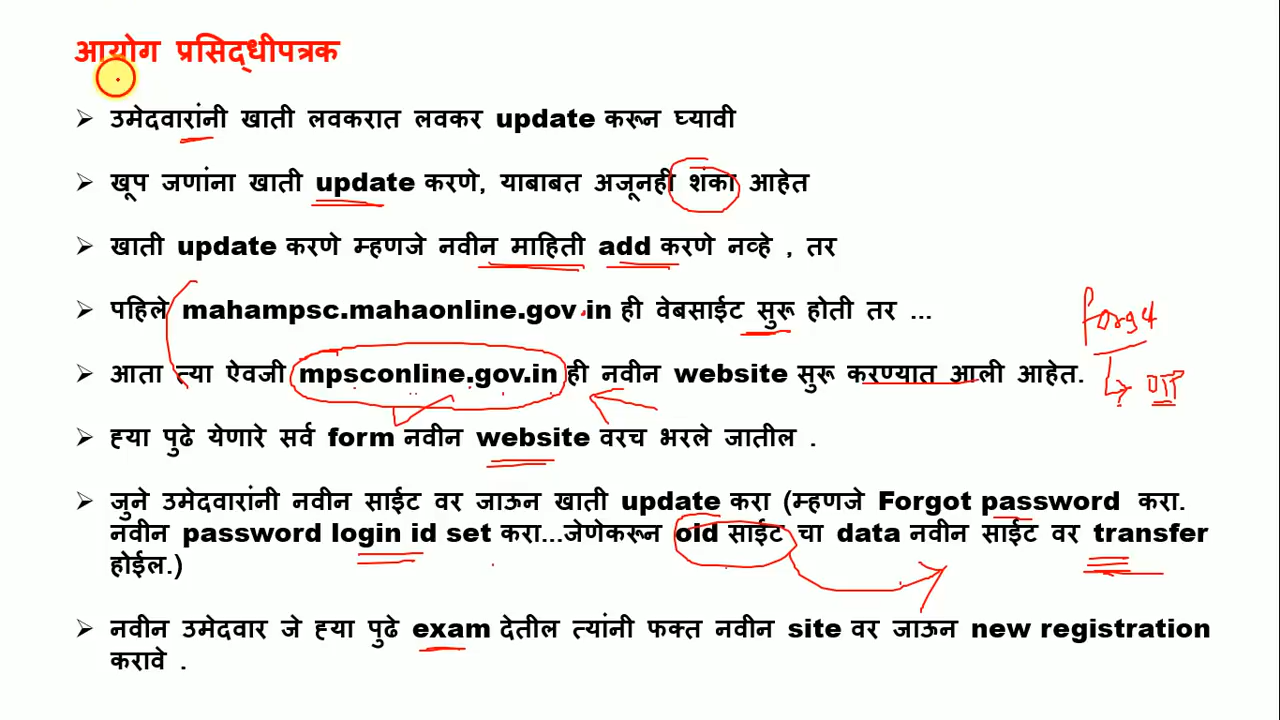 आयोग प्रसिद्धीपत्रक
➢ उमेदवारांनी खाती लवकरात लवकर update करून घ्यावी
➢ खूप जणांना खाती update करणे, याबाबत अजूनही शंका आहेत
➢ खाती update करणे म्हणजे नवीन माहिती add करणे नव्हे , तर
➢ पहिले mahampsc.mahaonline.gov.in ही वेबसाईट सुरू होती तर ...
➢ आता त्या ऐवजी mpsconline.gov.in ही नवीन website सुरू करण्यात आली आहेत.
➢ ह्या पुढे येणारे सर्व form नवीन website वरच भरले जातील .
➢ जुने उमेदवारांनी नवीन साईट वर जाऊन खाती update करा (म्हणजे Forgot password करा.
नवीन password login id set करा...जेणेकरून old साईट चा data नवीन साईट वर transfer
होईल.)
➢ नवीन उमेदवार जे ह्या पुढे exam देतील त्यांनी फक्त नवीन site वर जाऊन new registration
करावे .
OTP